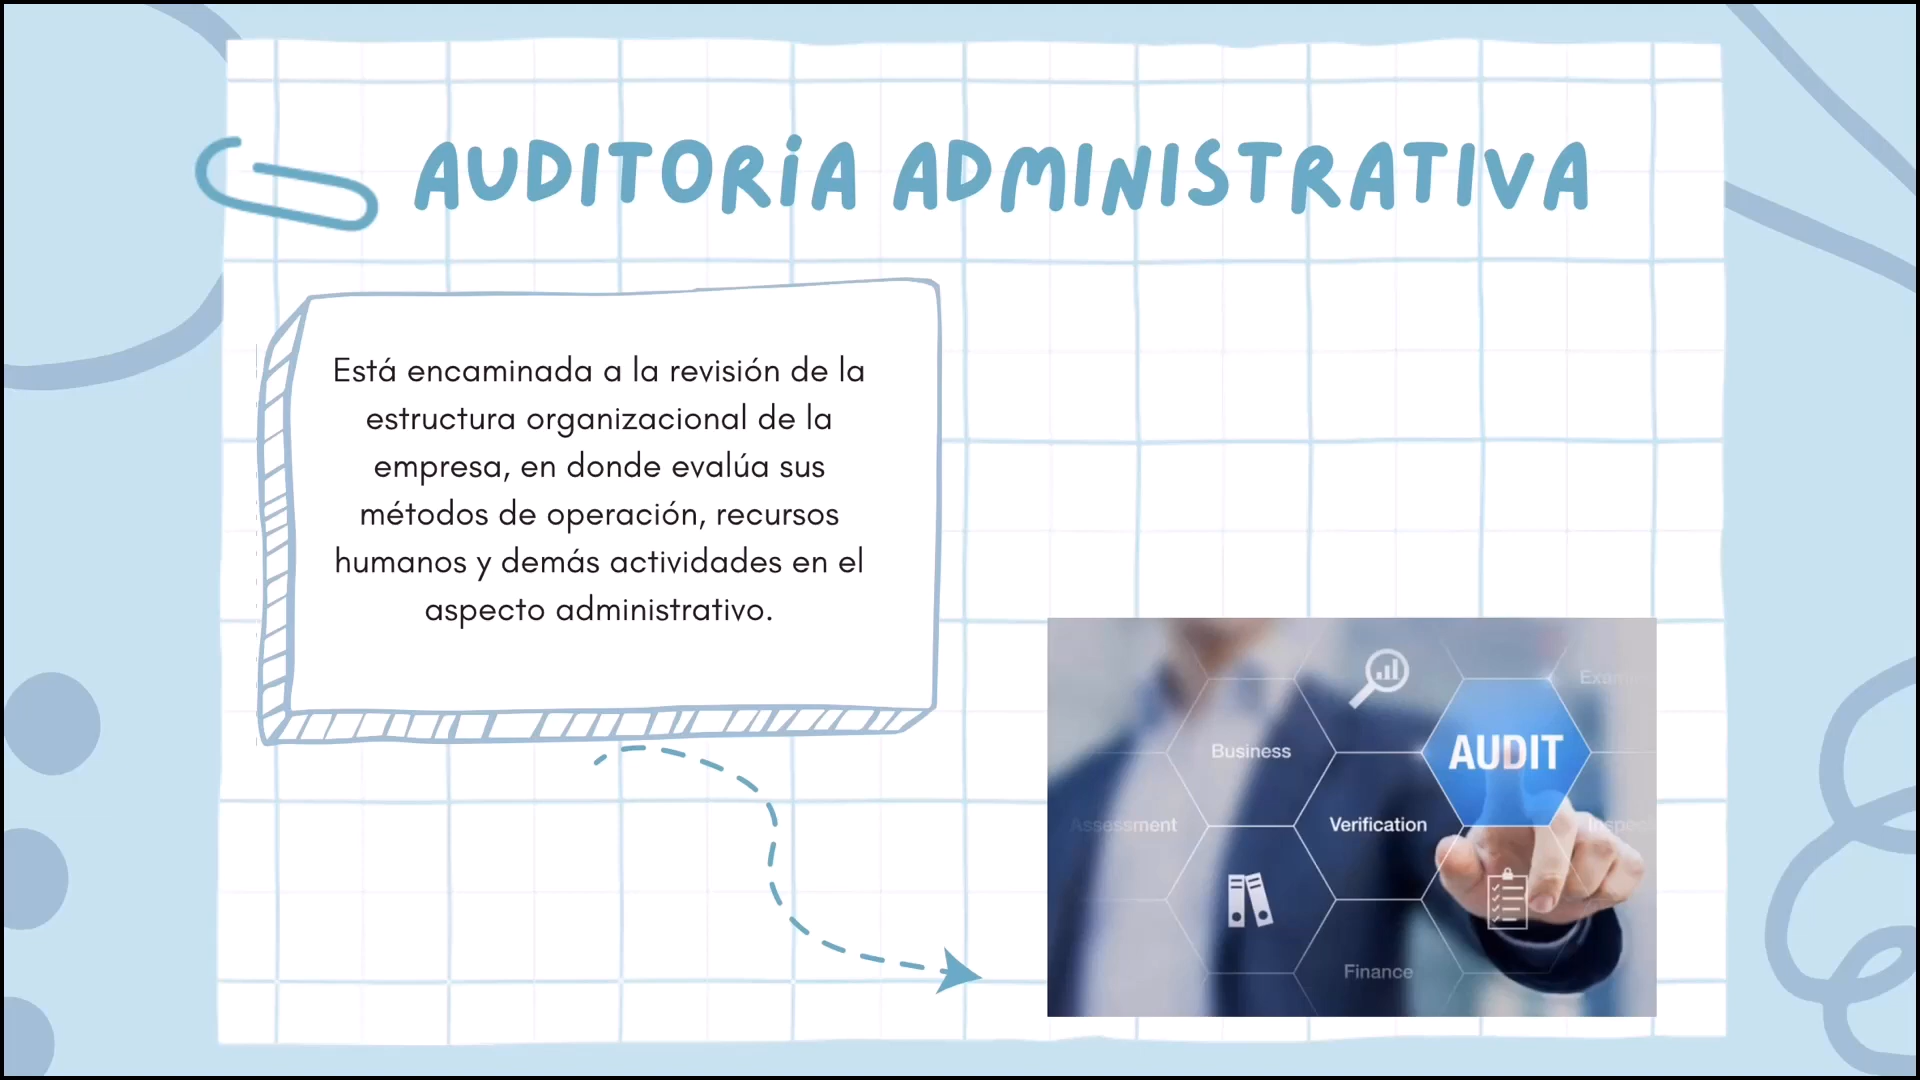 AUDITORÍA ADMINISTRATIVA
Está encaminada a la revisión de la
estructura organizacional de la
empresa, en donde evalúa sus
métodos de operación, recursos
humanos y demás actividades en el
aspecto administrativo.
AUDIT
Business
Assessment
Verification
Finance